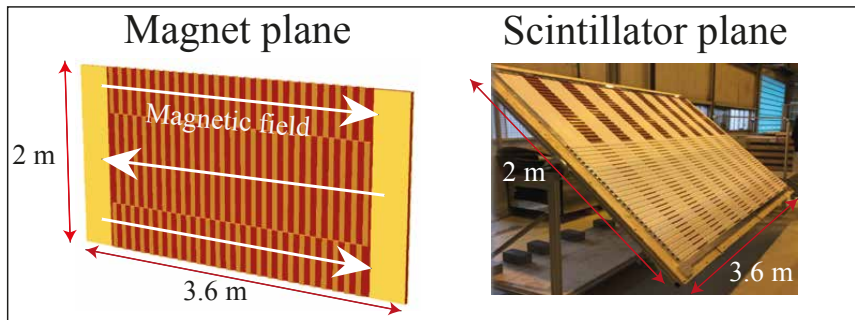 Magnet plane
Scintillator plane
Magnetic field
2 m
3.6 m
2 m
3.6 m